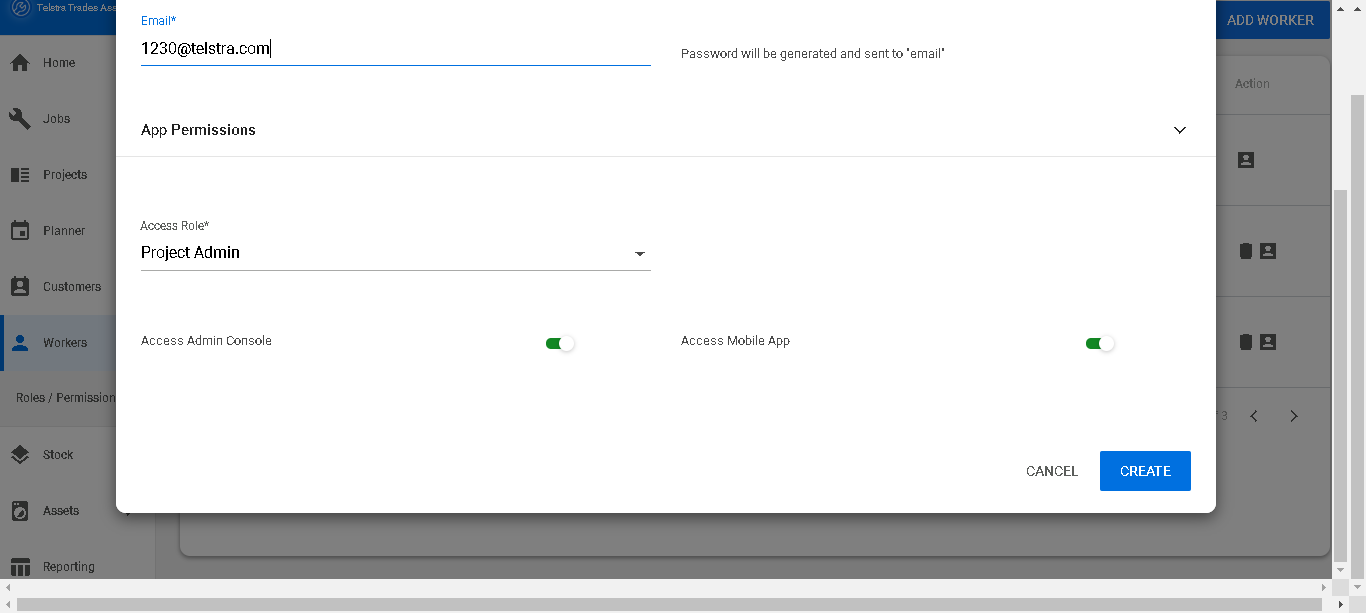 Telstra Trades Ass
Email*
ADD WORKER
1230@telstra.com
Password will be generated and sent to "email"
Home
Action
Jobs
App Permissions
Projects
Access Role*
Planner
Project Admin
Customers
Workers
Access Admin Console
Access Mobile App
Roles / Permission
f 3
Stock
CANCEL
CREATE
Assets
Reporting